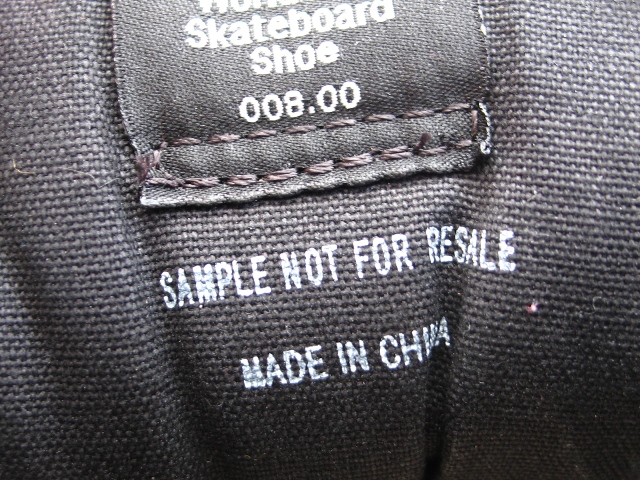 Skateboard
Shoe
008.00
SAMPLE NOT FOR RESALE
MADE IN CHINA